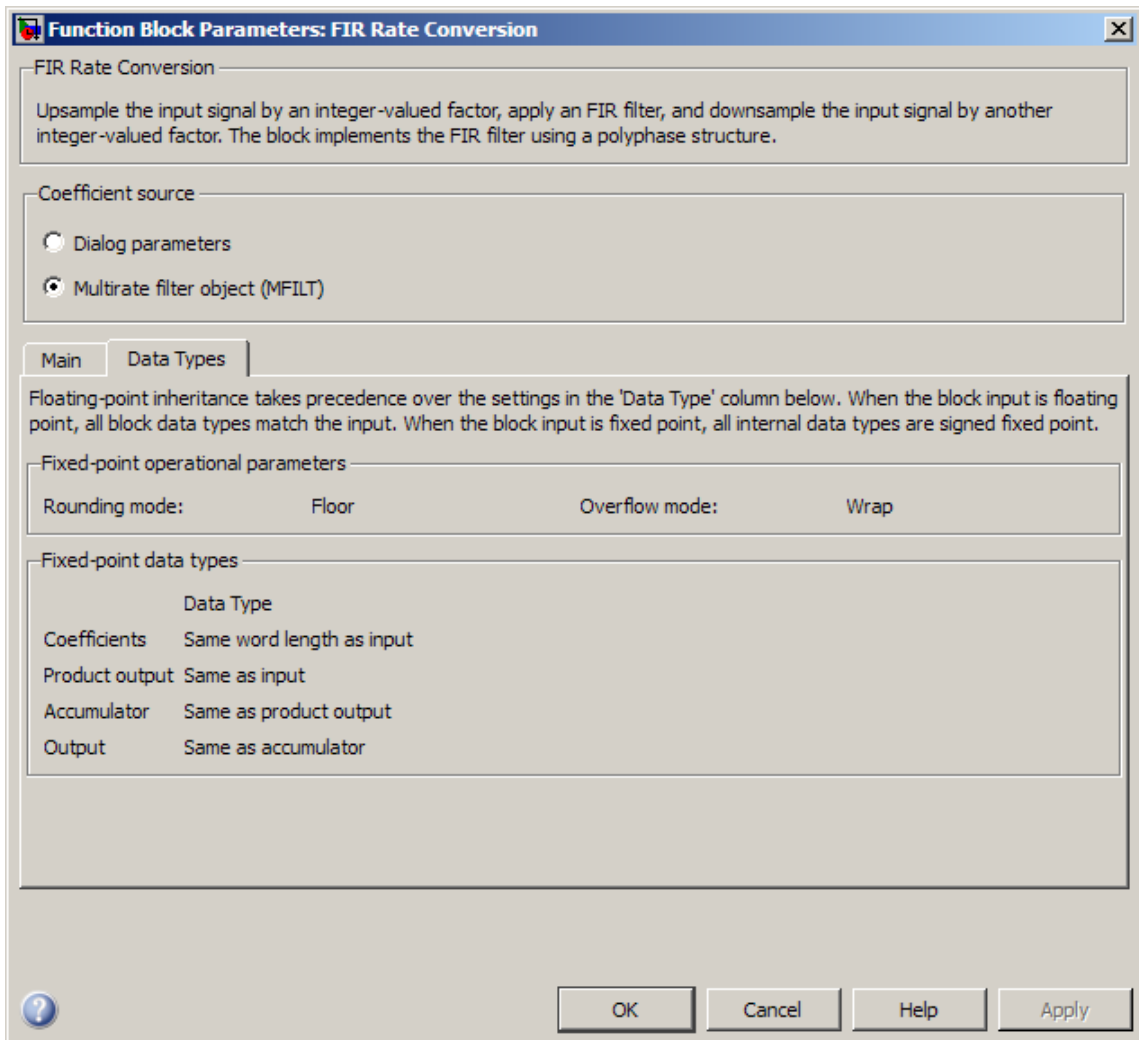 Function Block Parameters: FIR Rate Conversion
FIR Rate Conversion
Upsample the input signal by an integer-valued factor, apply an FIR filter, and downsample the input signal by another
integer-valued factor. The block implements the FIR filter using a polyphase structure.
Coefficient source
Dialog parameters
Multirate filter object (MFILT)
Main Data Types
Floating-point inheritance takes precedence over the settings in the 'Data Type' column below. When the block input is floating
point, all block data types match the input. When the block input is fixed point, all internal data types are signed fixed point.
Fixed-point operational parameters
Rounding mode: Floor Overflow mode: Wrap
Fixed-point data types
Data Type
Coefficients Same word length as input
Product output Same as input
Accumulator Same as product output
Output Same as accumulator
? OK Cancel Help Apply